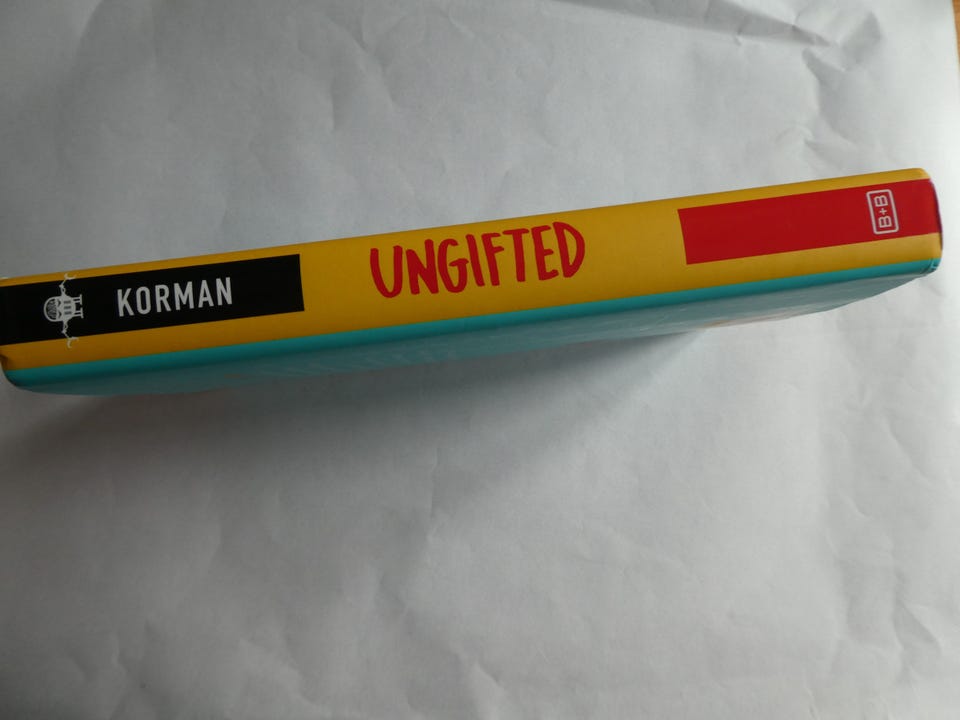 KORMAN
UNGIFTED
B+B